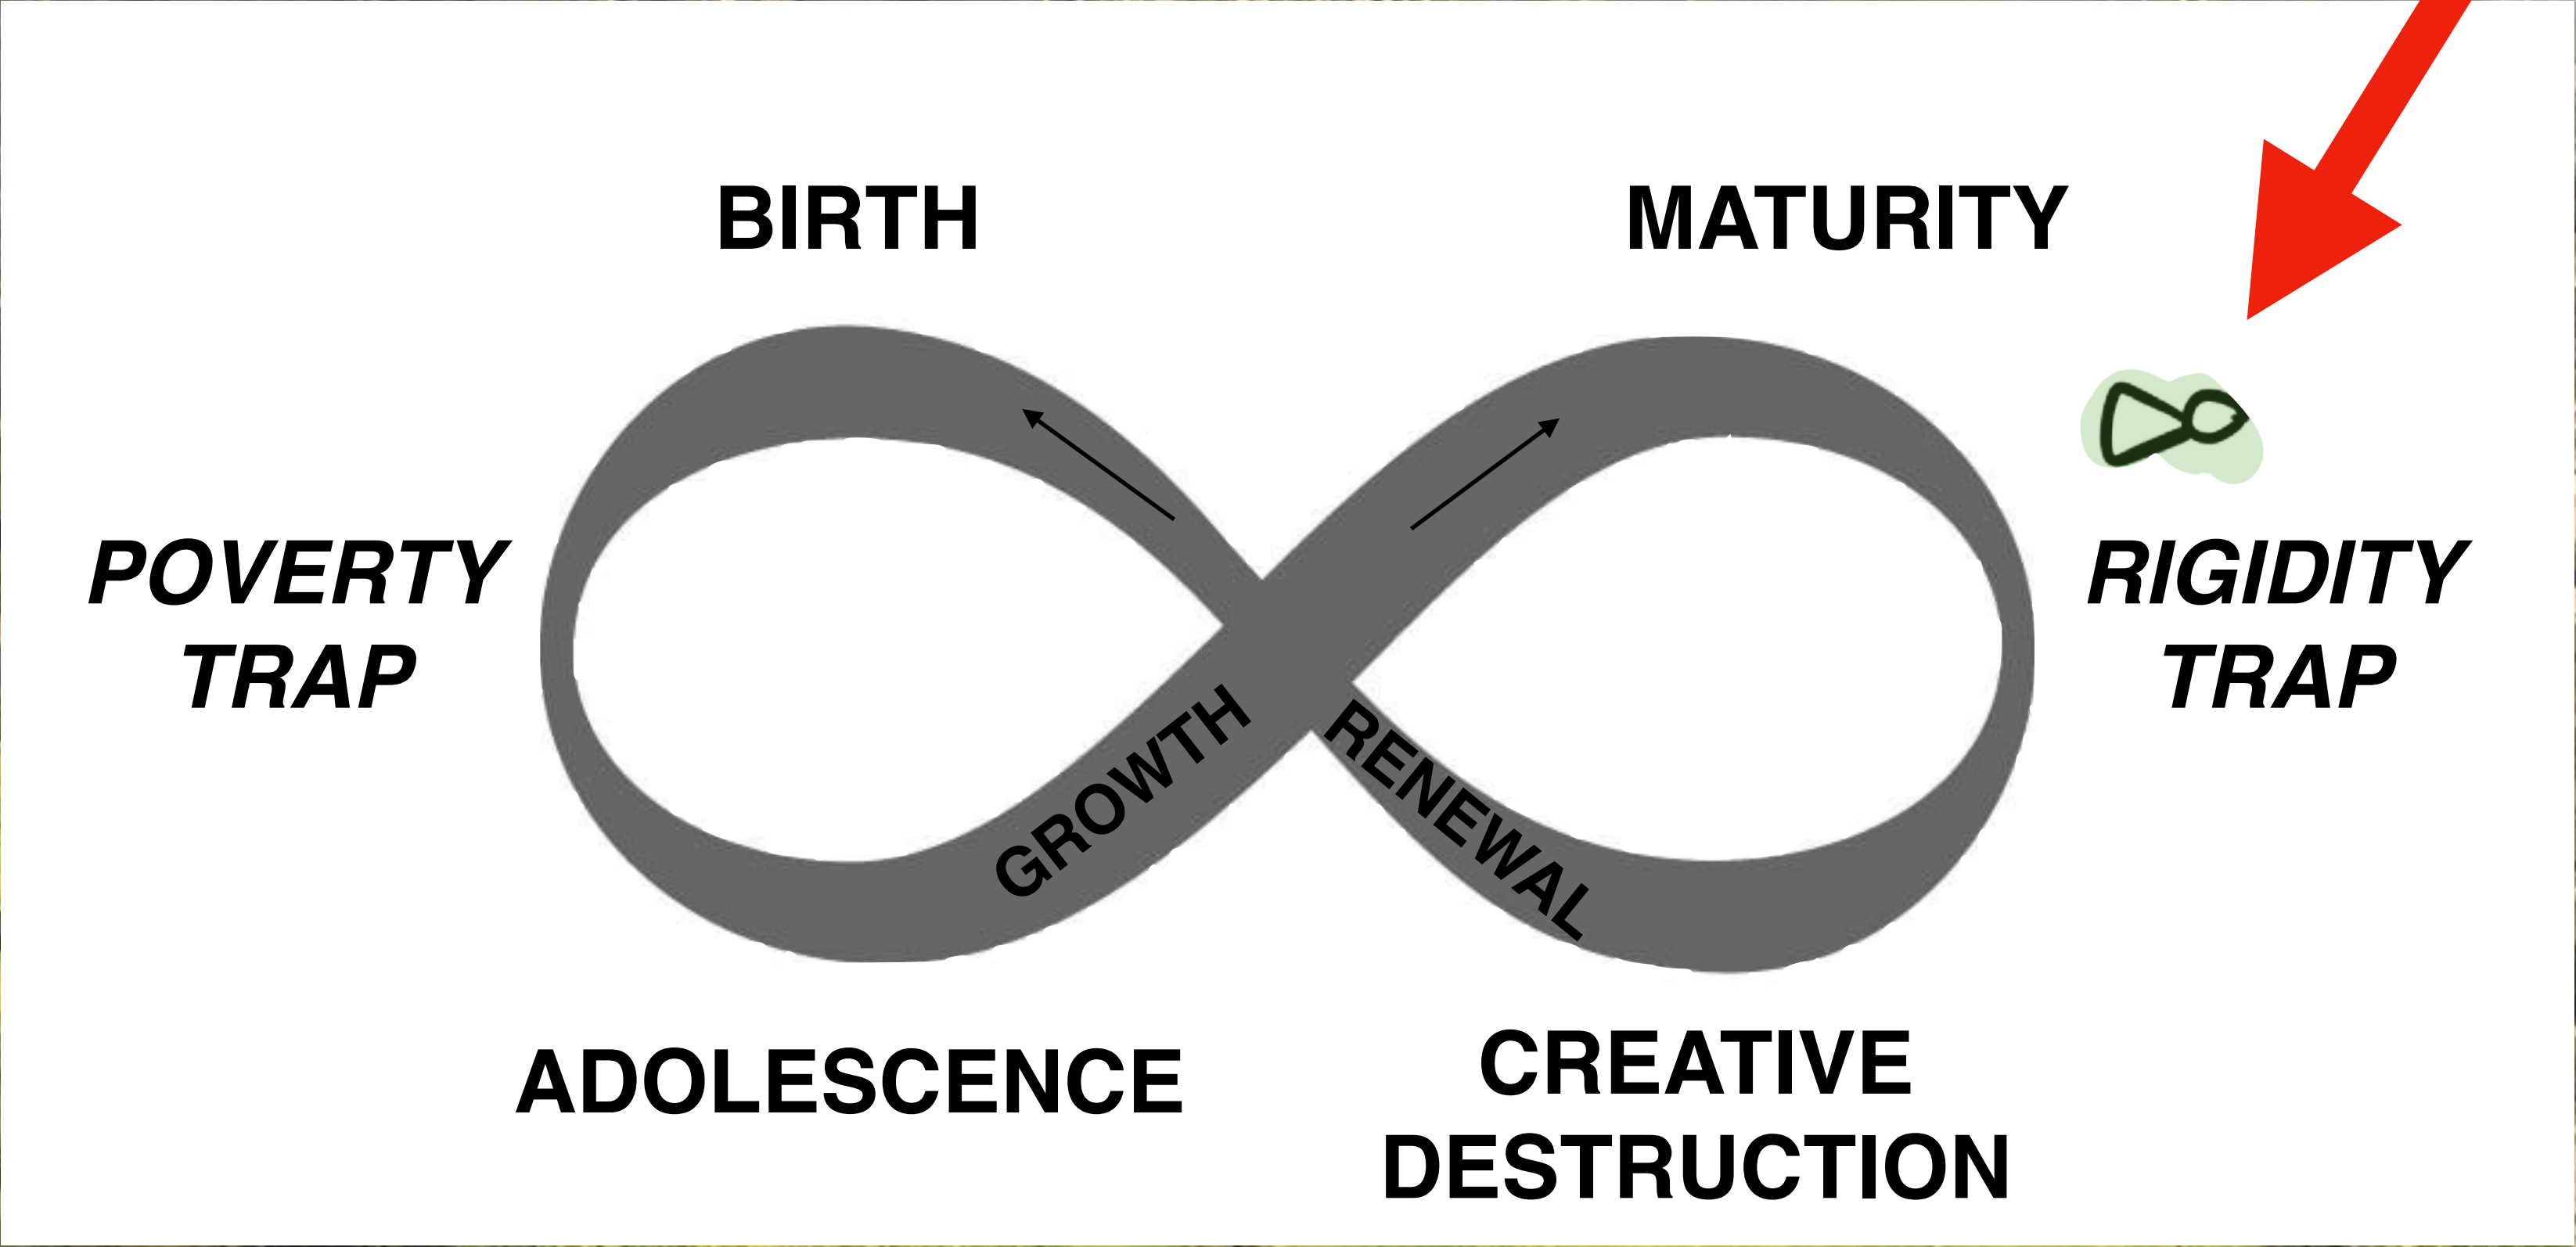 BIRTH
MATURITY
POVERTY
TRAP
RIGIDITY
TRAP
GROWTH
RENEWAL
ADOLESCENCE
CREATIVE
DESTRUCTION